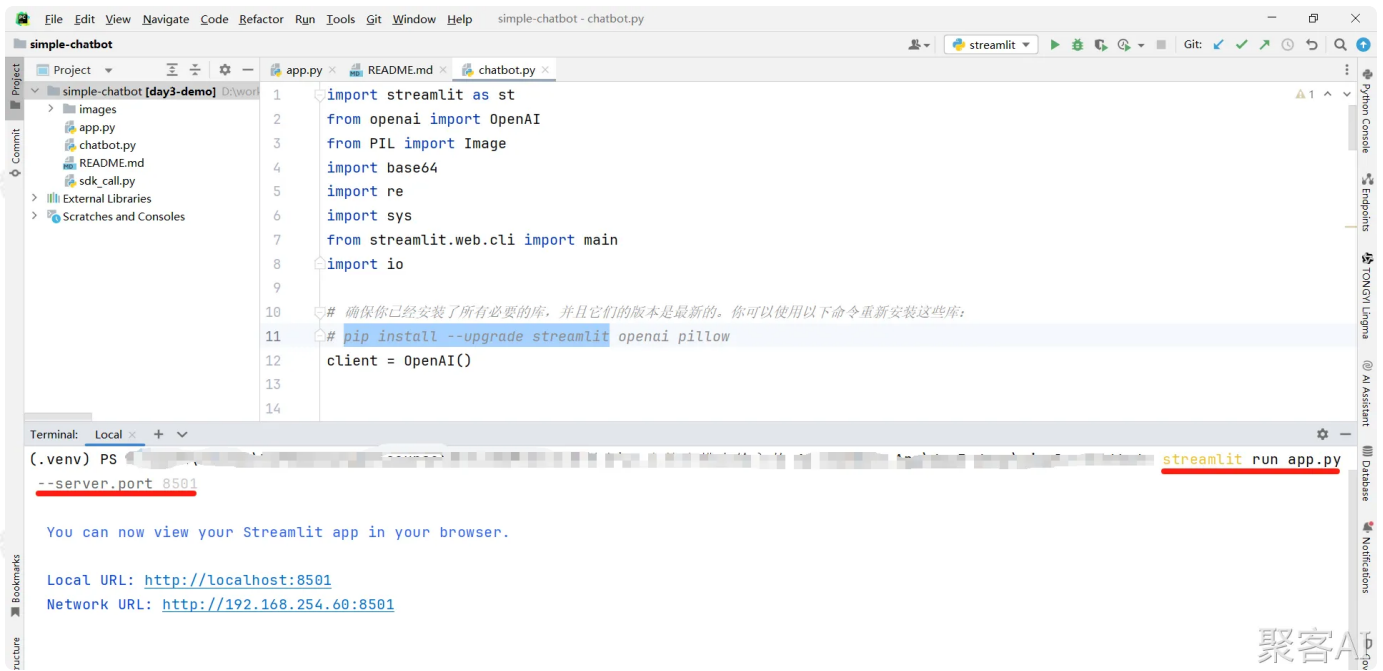 File Edit View Navigate Code Refactor Run Tools Git Window Help simple-chatbot - chatbot.py
simple-chatbot
streamlit
Git:
Project
app.py
README.md
chatbot.py
simple-chatbot [day3-demo] D:\work
images
app.py
chatbot.py
README.md
sdk_call.py
External Libraries
Scratches and Consoles
Project
Commit
Bookmarks
1 import streamlit as st
2 from openai import OpenAI
3 from PIL import Image
4 import base64
5 import re
6 import sys
7 from streamlit.web.cli import main
8 import io
9
10 # 确保你已经安装了所有必要的库，并且它们的版本是最新的。你可以使用以下命令重新安装这些库：
11 # pip install --upgrade streamlit openai pillow
12 client = OpenAI()
13
14
1
Python Console
Endpoints
TONGYI Lingma
AI Assistant
Database
Notifications
Terminal: Local
(.venv) PS streamlit run app.py
--server.port 8501
You can now view your Streamlit app in your browser.
Local URL: http://localhost:8501
Network URL: http://192.168.254.60:8501
聚客AI